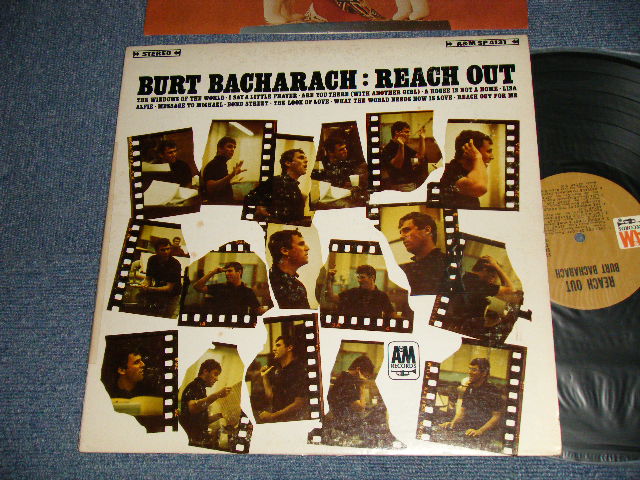 STEREO
A&M SP 4131
BURT BACHARACH : REACH OUT
THE WINDOWS OF THE WORLD · I SAY A LITTLE PRAYER · ARE YOU THERE (WITH ANOTHER GIRL) · A HOUSE IS NOT A HOME · LISA
ALFIE · MESSAGE TO MICHAEL · BOND STREET · THE LOOK OF LOVE · WHAT THE WORLD NEEDS NOW IS LOVE · REACH OUT FOR ME
A&M
RECORDS
AM
RECORDS
REACH OUT
BURT BACHARACH